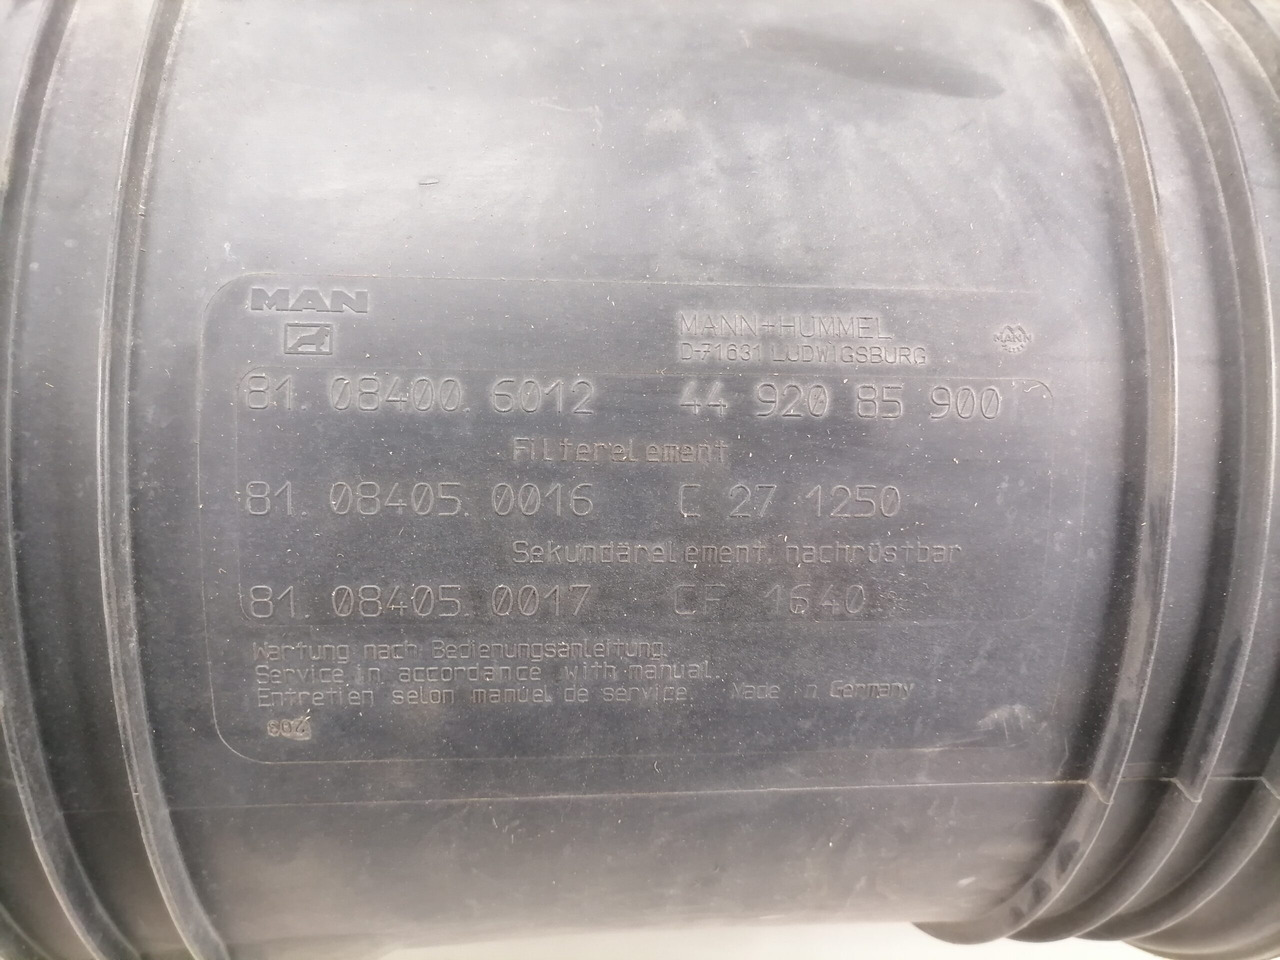 MAN
MANN+HUMMEL
D-71631 LUDWIGSBURG
MANN
81. 08400. 6012 44 920 85 900
Filterelement
81. 08405. 0016 C 27 1250
Sekundärelement, nachrüstbar
81. 08405. 0017 CF 1640
Wartung nach Bedienungsanleitung.
Service in accordance with manual.
Entretien selon manuel de service. Made in Germany